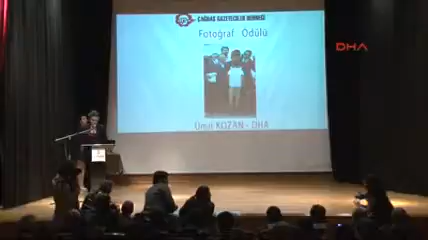 ÇAĞDAŞ GAZETECİLER DERNEĞİ
Fotoğraf Ödülü
DHA
Ümit KOZAN - DHA